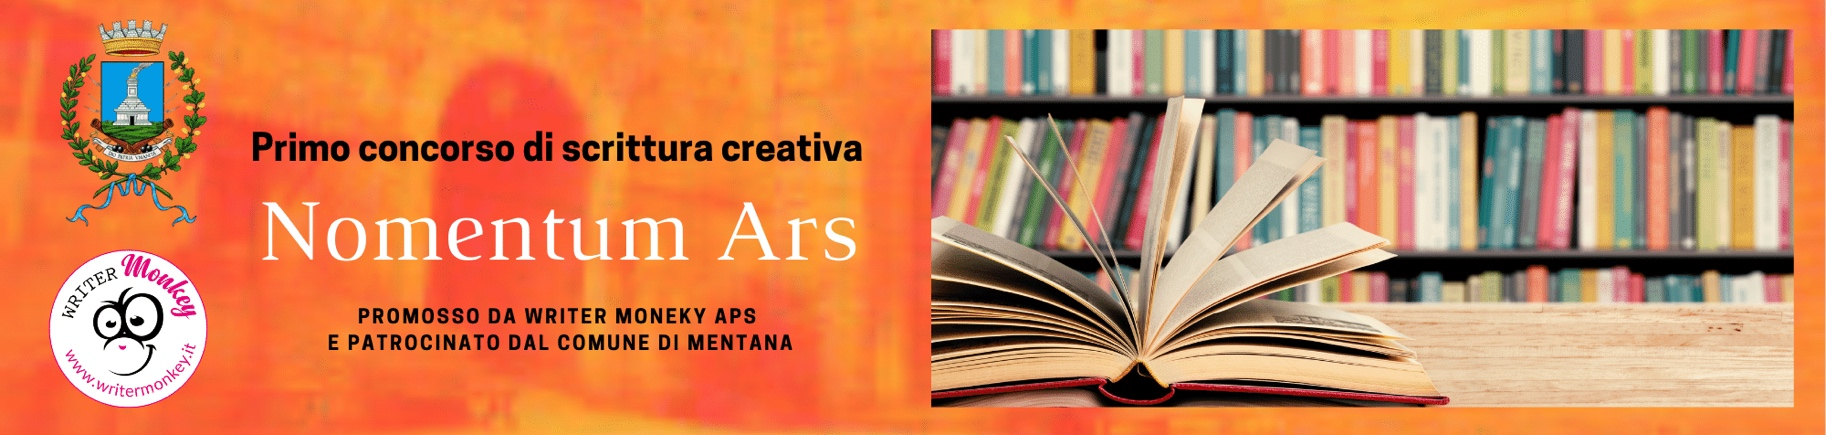 Primo concorso di scrittura creativa
Nomentum Ars
PROMOSSO DA WRITER MONEKY APS
E PATROCINATO DAL COMUNE DI MENTANA
WRITER Monkey
www.writermonkey.it